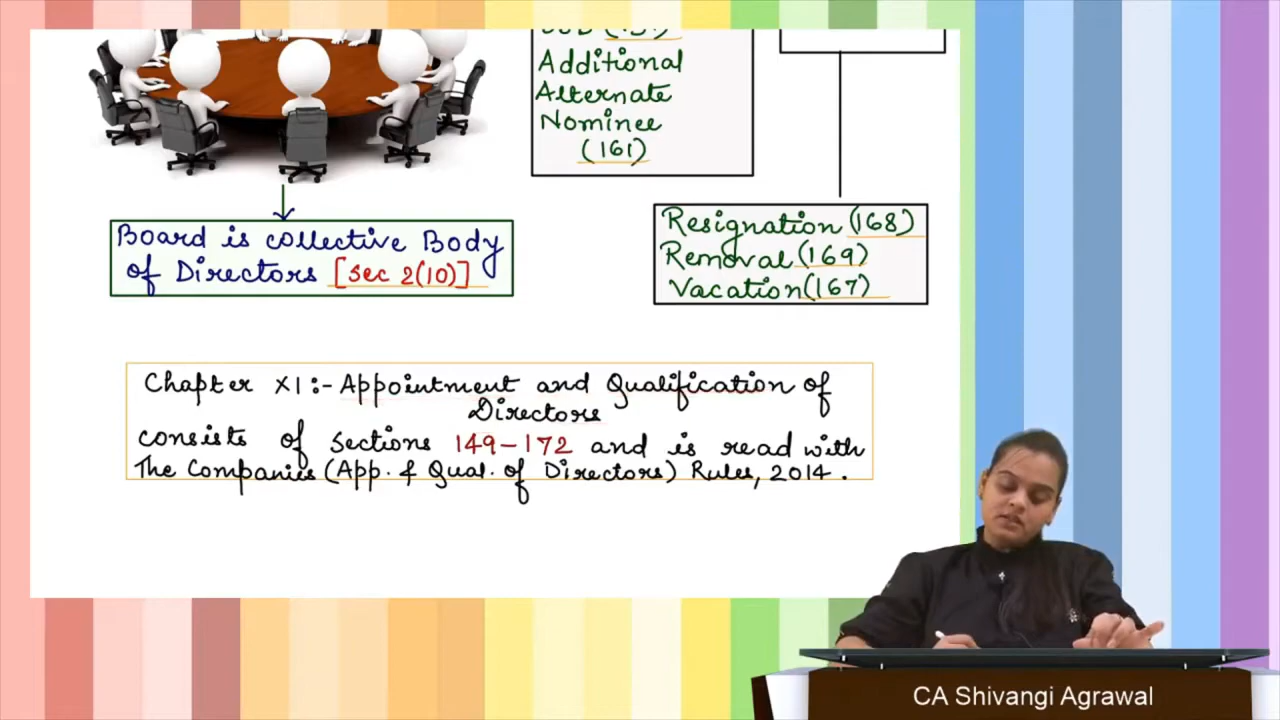 Additional
Alternate
Nominee
(161)
Board is collective Body
of Directors [sec 2(10)]
Resignation (168)
Removal (169)
Vacation (167)
Chapter XI :- Appointment and Qualification of
Directors
consists of sections 149-172 and is read with
The Companies (App. & Qual. of Directors) Rules, 2014.
CA Shivangi Agrawal